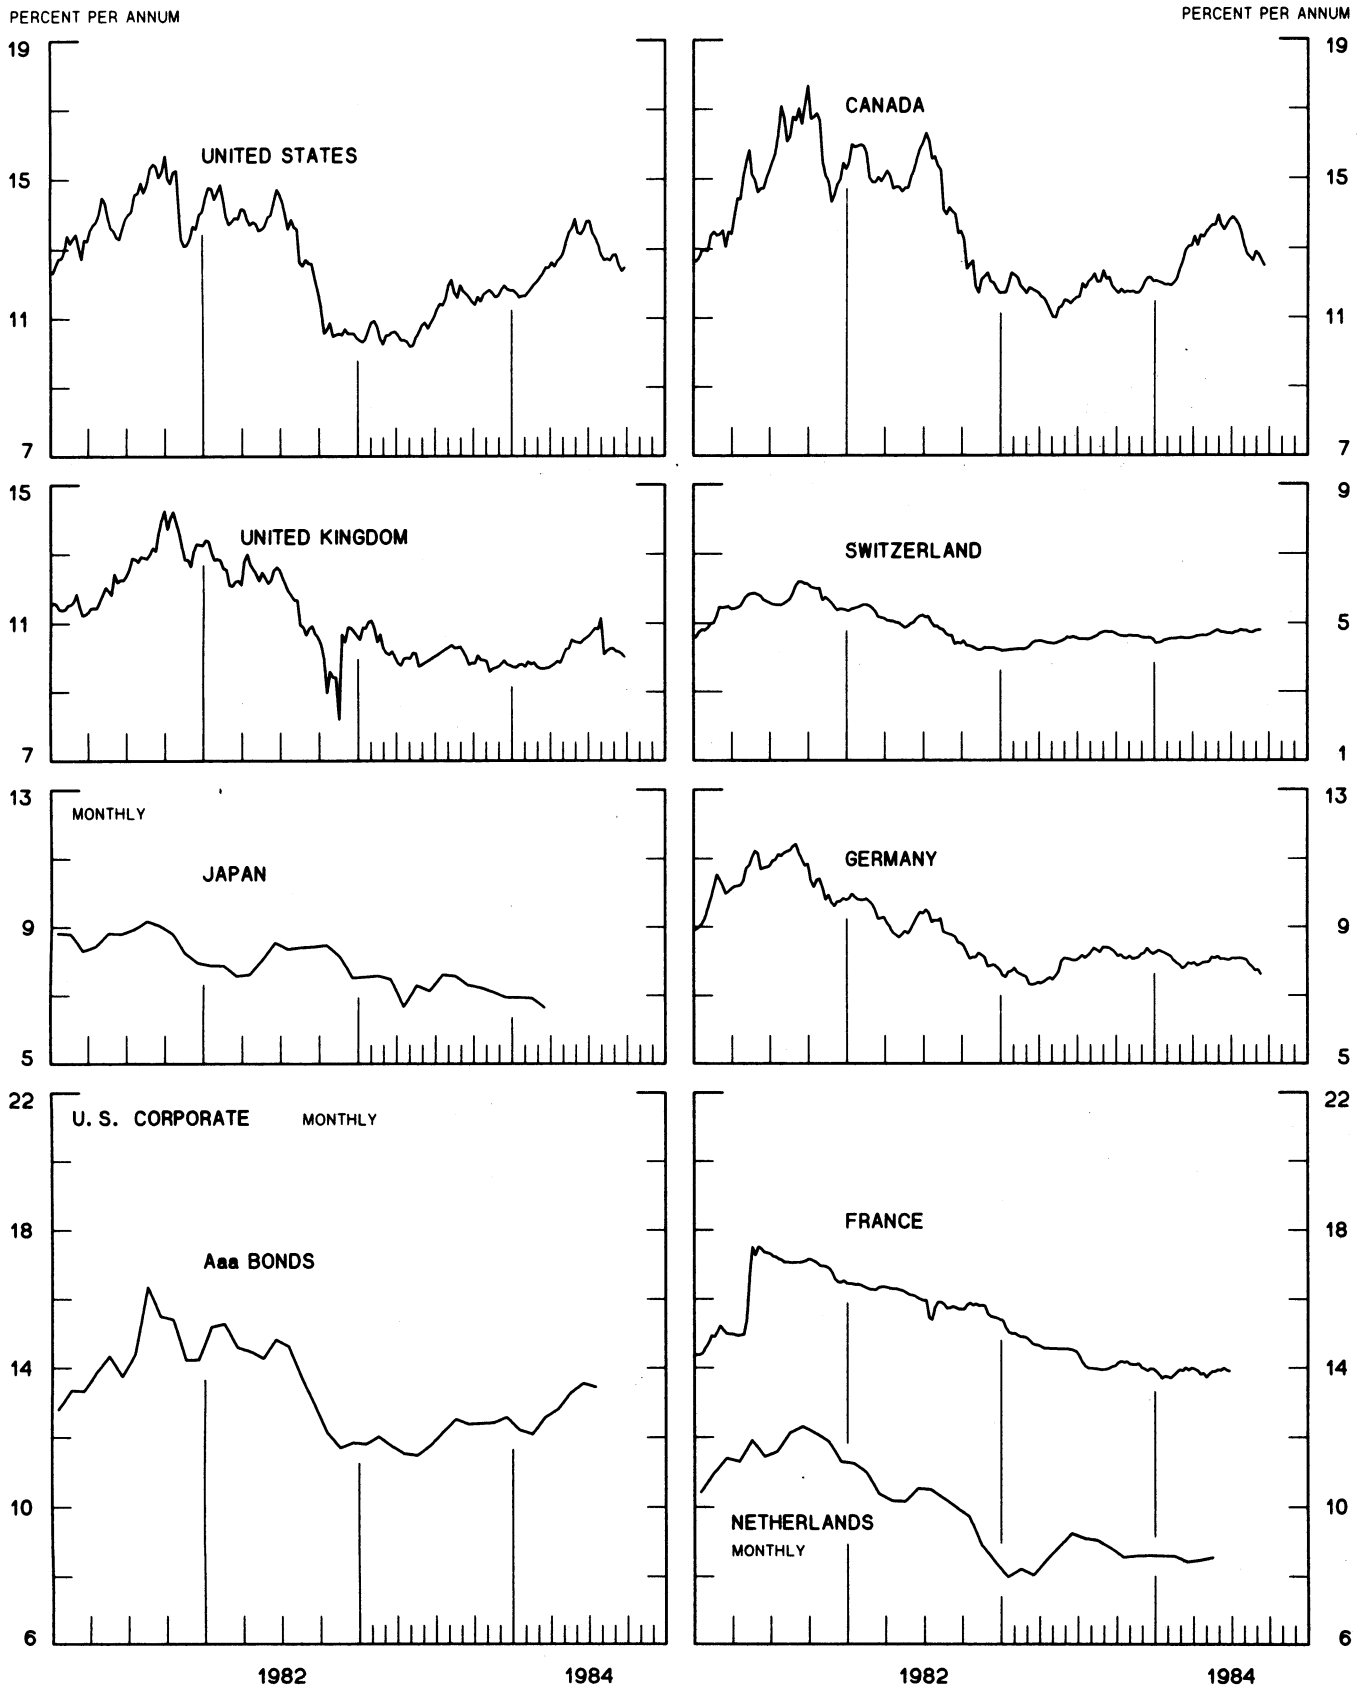 PERCENT PER ANNUM
PERCENT PER ANNUM
19
19
CANADA
UNITED STATES
15
15
11
11
7
7
15
9
UNITED KINGDOM
SWITZERLAND
11
5
7
1
13
13
MONTHLY
JAPAN
GERMANY
9
9
5
5
22
22
U.S. CORPORATE MONTHLY
FRANCE
18
18
Aaa BONDS
14
14
10
10
NETHERLANDS
MONTHLY
6
6
1982 1984
1982 1984